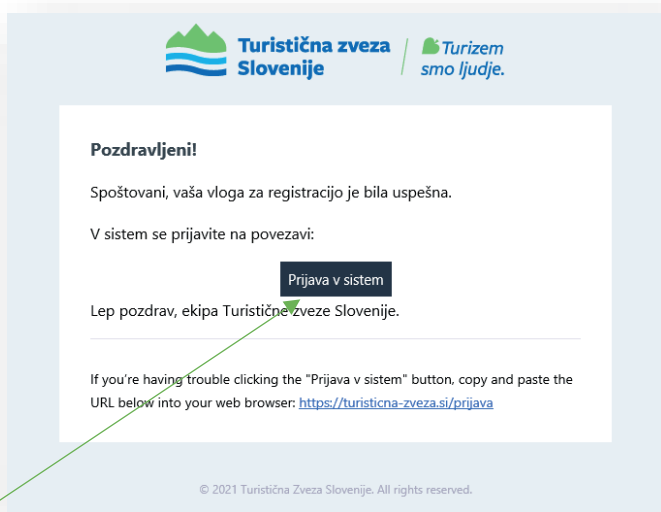 Turistična zveza
Slovenije
Turizem
smo ljudje.
Pozdravljeni!
Spoštovani, vaša vloga za registracijo je bila uspešna.
V sistem se prijavite na povezavi:
Prijava v sistem
Lep pozdrav, ekipa Turistične zveze Slovenije.
If you’re having trouble clicking the "Prijava v sistem" button, copy and paste the
URL below into your web browser: https://turisticna-zveza.si/prijava
© 2021 Turistična Zveza Slovenije. All rights reserved.